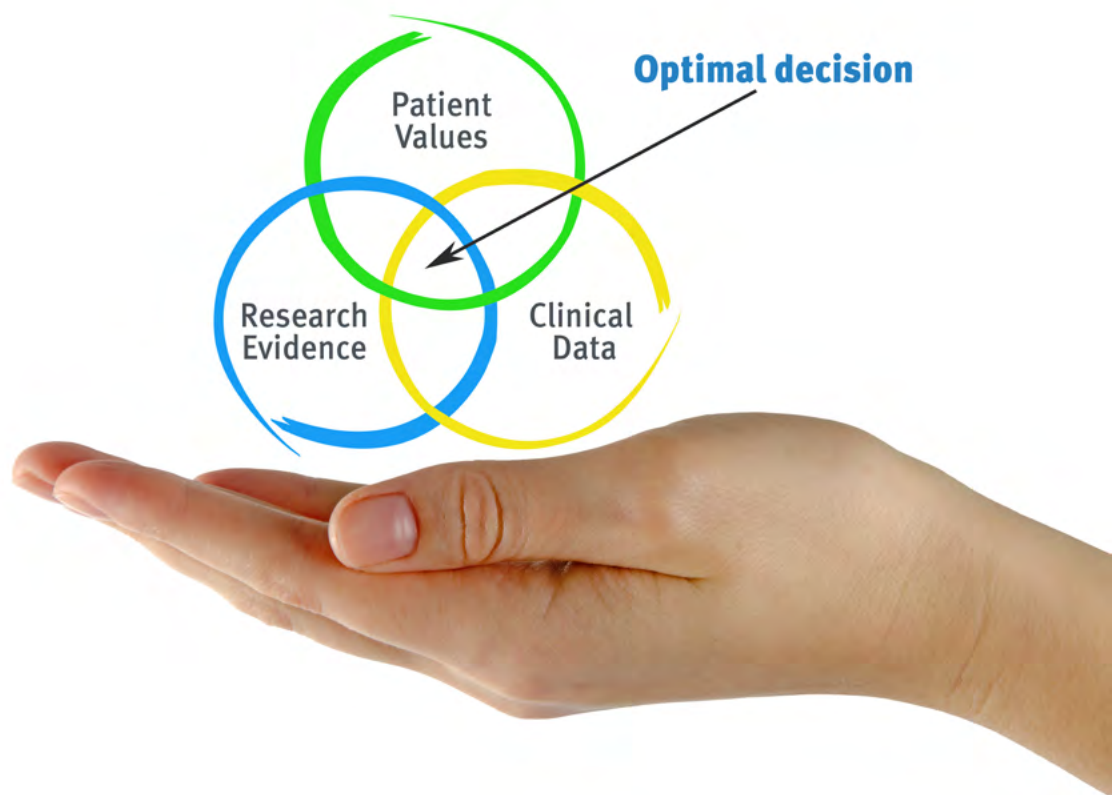 Optimal decision
Patient
Values
Research
Evidence
Clinical
Data